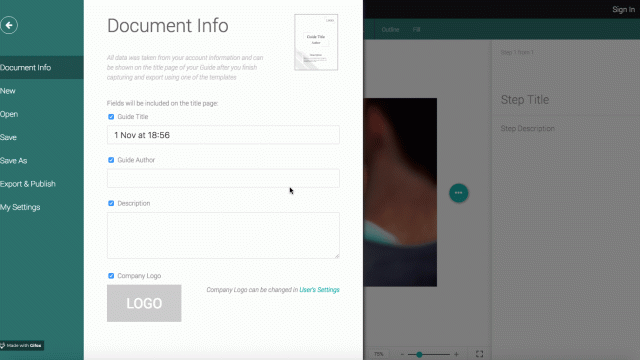 Sign In
Document Info
Guide Title
Author
Outline
Fill
All data was taken from your account information and can
be shown on the title page of your Guide after you finish
capturing and export using one of the templates
Step 1 from 1
Document Info
New
Open
Save
Save As
Export & Publish
My Settings
Fields will be included on the title page:
Guide Title
1 Nov at 18:56
Guide Author
Description
Company Logo
LOGO
Company Logo can be changed in User's Settings
Step Title
Step Description
Made with Gifox